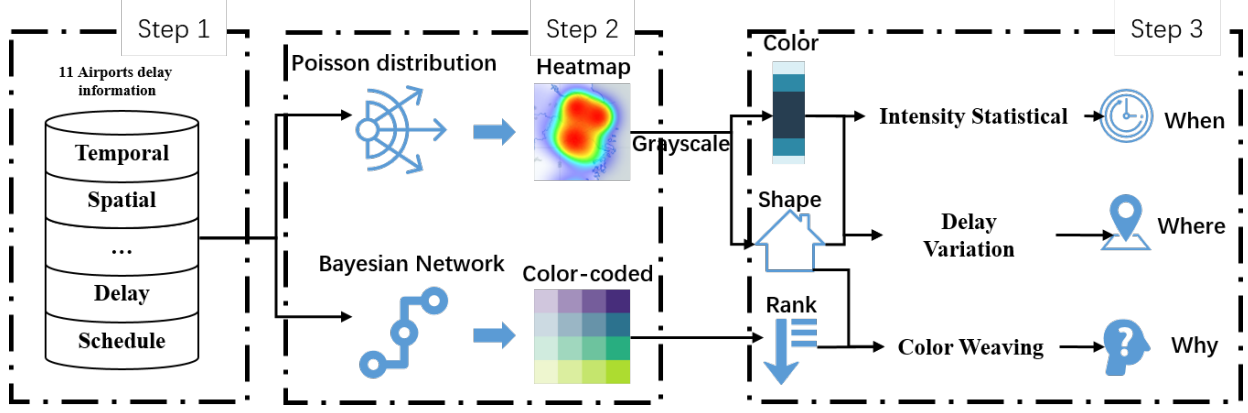 Step 1
11 Airports delay
information
Temporal
Spatial
...
Delay
Schedule
Step 2
Poisson distribution
Heatmap
Grayscale
Bayesian Network
Color-coded
Step 3
Color
Intensity Statistical
When
Shape
Delay
Variation
Where
Rank
Color Weaving
?
Why